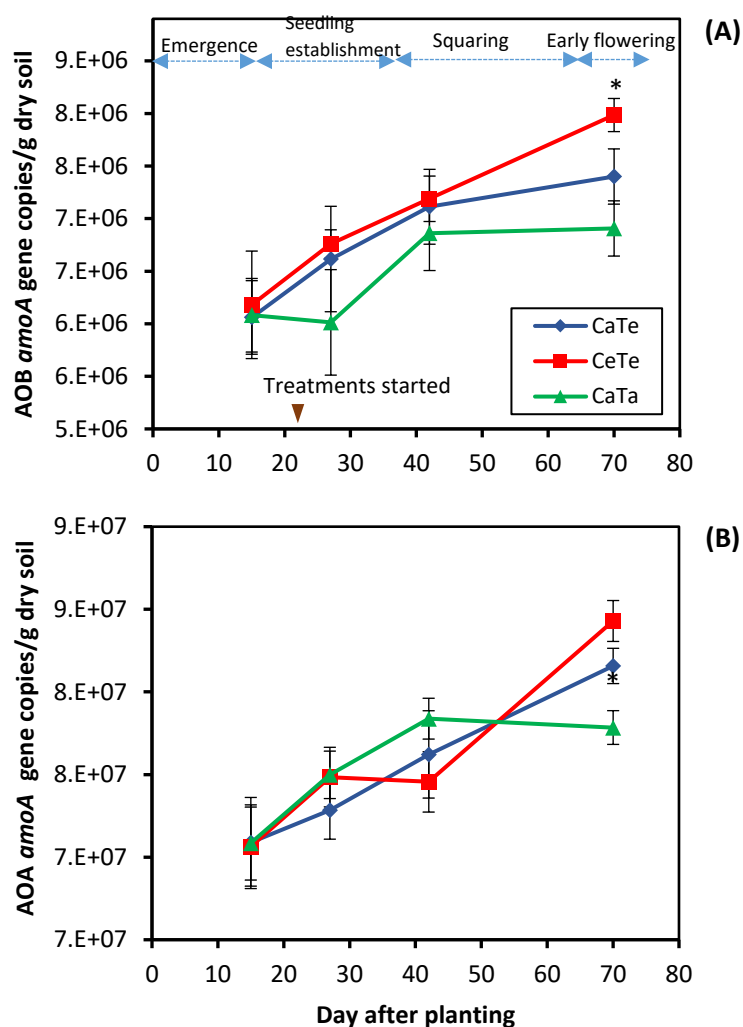 (A)
Emergence
Seedling
establishment
Squaring
Early flowering
*
9.E+06
8.E+06
8.E+06
7.E+06
7.E+06
6.E+06
6.E+06
5.E+06
AOB amoA gene copies/g dry soil
CaTe
CeTe
CaTa
Treatments started
0 10 20 30 40 50 60 70 80
(B)
9.E+07
9.E+07
8.E+07
8.E+07
7.E+07
7.E+07
*
AOA amoA gene copies/g dry soil
0 10 20 30 40 50 60 70 80
Day after planting